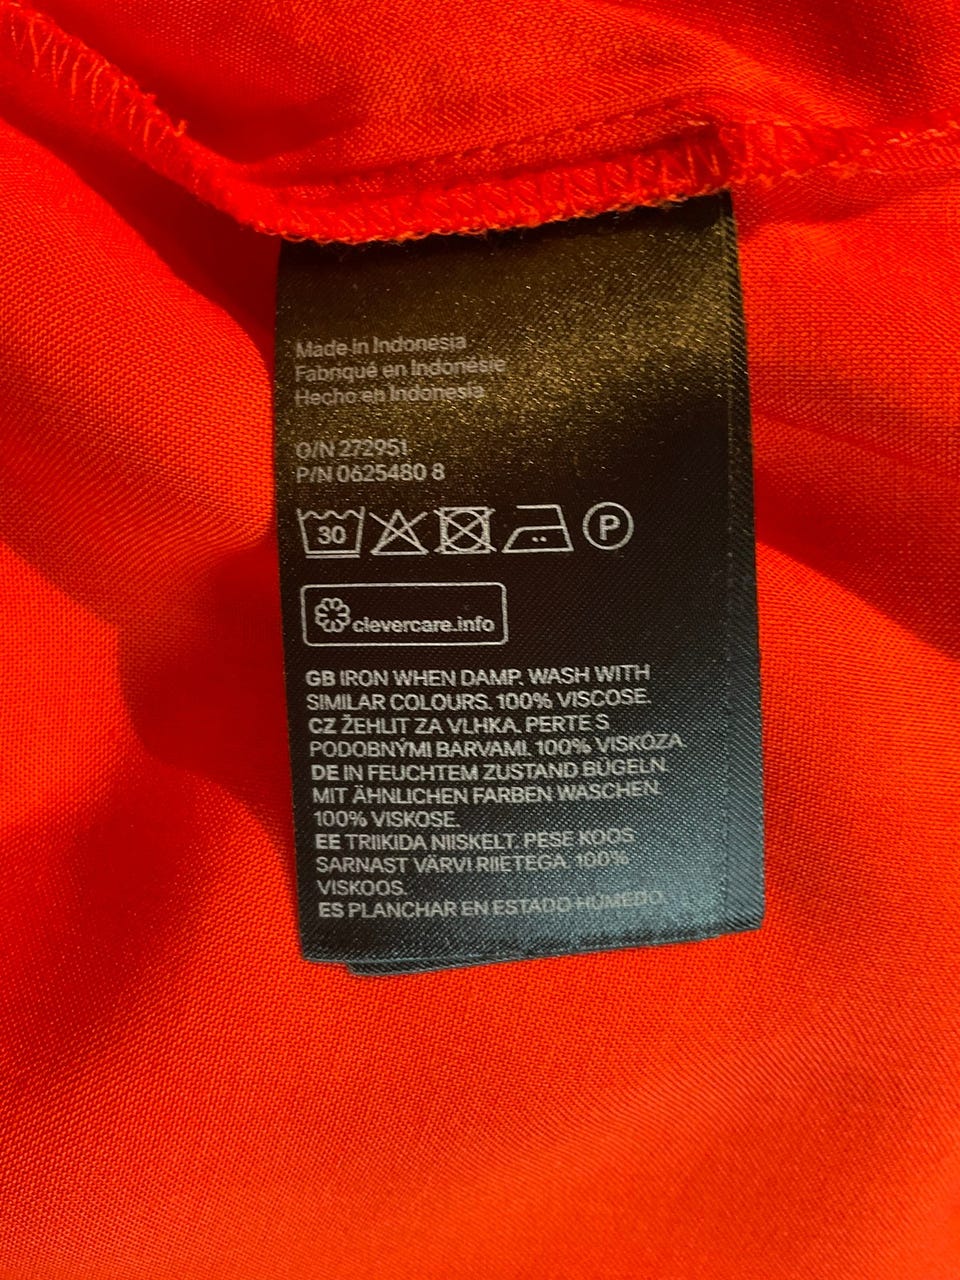 Made in Indonesia
Fabriqué en Indonésie
Hecho en Indonesia
O/N 272951
P/N 0625480 8
30 P
clevercare.info
GB IRON WHEN DAMP. WASH WITH
SIMILAR COLOURS. 100% VISCOSE.
CZ ŽEHLIT ZA VLHKA. PERTE S
PODOBNÝMI BARVAMI. 100% VISKÓZA.
DE IN FEUCHTEM ZUSTAND BÜGELN.
MIT ÄHNLICHEN FARBEN WASCHEN.
100% VISKOSE.
EE TRIIKIDA NIISKELT. PESE KOOS
SARNAST VÄRVI RIIETEGA. 100%
VISKOOS.
ES PLANCHAR EN ESTADO HÚMEDO.